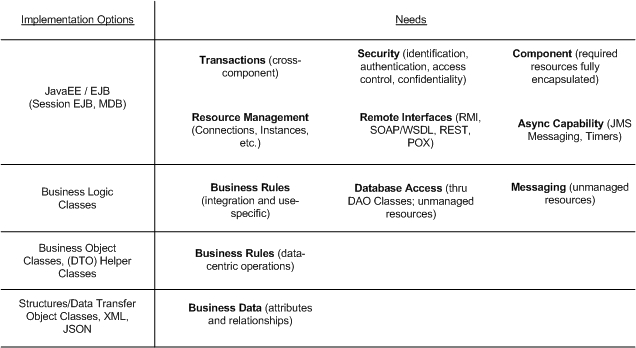 Implementation Options
Needs
JavaEE / EJB
(Session EJB, MDB)
Transactions (cross-
component)
Security (identification,
authentication, access
control, confidentiality)
Component (required
resources fully
encapsulated)
Resource Management
(Connections, Instances,
etc.)
Remote Interfaces (RMI,
SOAP/WSDL, REST,
POX)
Async Capability (JMS
Messaging, Timers)
Business Logic
Classes
Business Rules
(integration and use-
specific)
Database Access (thru
DAO Classes; unmanaged
resources)
Messaging (unmanaged
resources)
Business Object
Classes, (DTO) Helper
Classes
Business Rules (data-
centric operations)
Structures/Data Transfer
Object Classes, XML,
JSON
Business Data (attributes
and relationships)